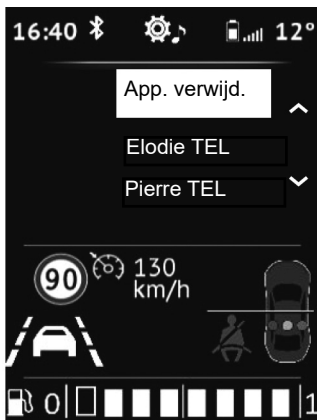 16:40 12°
App. verwijd.
Elodie TEL
Pierre TEL
90 130
km/h
0 1